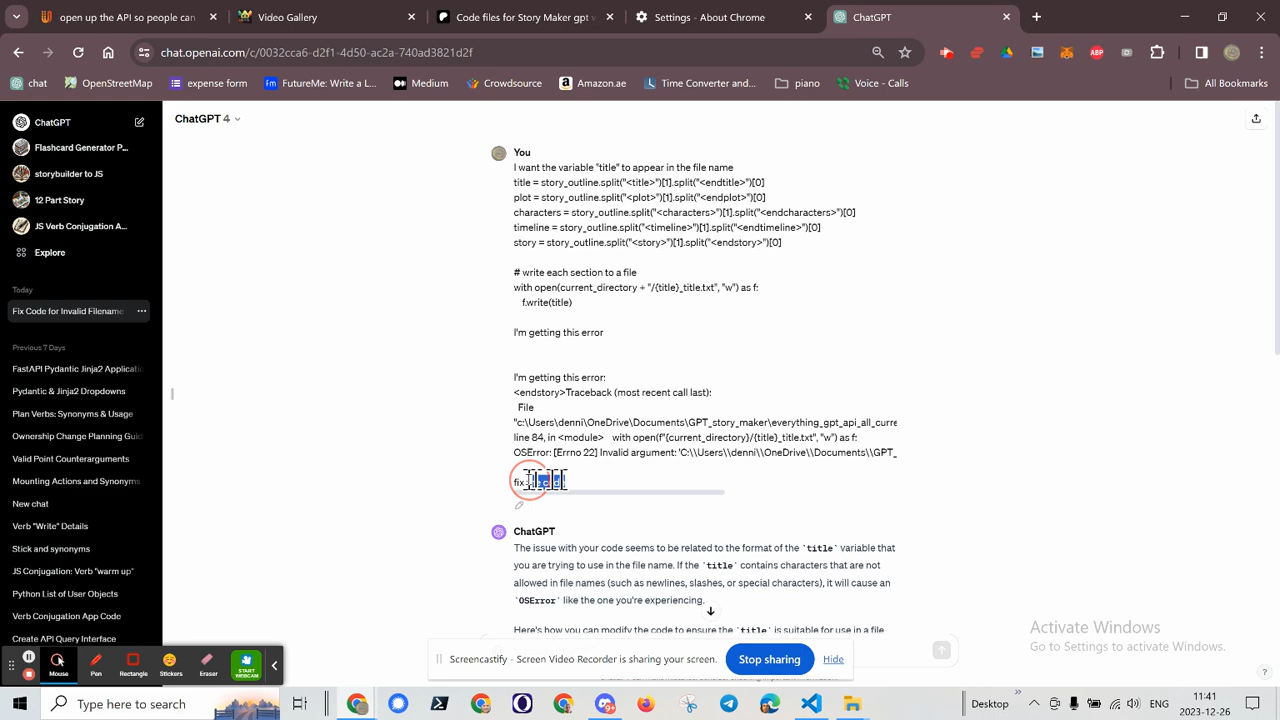 Video Gallery
Code files for Story Maker gpt v
Settings - Screencastify
Fix Code for Invalid Filename
chat.openai.com/c/0032cca6-d2f1-4d50-ac2a-740ad3821d2f
chat
OpenStreetM
expense form
FutureMe: Write a L...
Medium
Crowdsource
Amazon.ae
Time Converter and...
piano
Voice - Calls
All Bookmarks
ChatGPT
Flashcard Generator P...
storybuilder to JS
12 Part Story
JS Verb Conjugation A...
Explore
Today
Fix Code for Invalid Filename
Previous 7 Days
FastAPI Pydantic Jinja2 Applicatio
Pydantic & Jinja2 Dropdowns
Plan Verbs: Synonyms & Usage
Ownership Change Planning Guid
Valid Point Counterarguments
Mounting Actions and Synonyms
New chat
Verb "Write" Details
Stick and synonyms
JS Conjugation: Verb "warm up"
Python List of User Objects
Verb Conjugation App Code
Create API Query Interface
ChatGPT 4
You
I want the variable "title" to appear in the file name
title = story_outline.split("<title>")[1].split("<endtitle>")[0]
plot = story_outline.split("<plot>")[1].split("<endplot>")[0]
characters = story_outline.split("<characters>")[1].split("<endcharacters>")[0]
timeline = story_outline.split("<timeline>")[1].split("<endtimeline>")[0]
story = story_outline.split("<story>")[1].split("<endstory>")[0]
# write each section to a file
with open(current_directory + "/{title}_title.txt", "w") as f:
f.write(title)
I'm getting this error
I'm getting this error:
<endstory>Traceback (most recent call last):
File
"c:\Users\denni\OneDrive\Documents\GPT_story_maker\everything_gpt_api_all_curre
line 84, in <module> with open(f"{current_directory}/{title}_title.txt", "w") as f:
OSError: [Errno 22] Invalid argument: 'C:\\Users\\denni\\OneDrive\\Documents\\GPT_
fix
ChatGPT
The issue with your code seems to be related to the format of the `title` variable that
you are trying to use in the file name. If the `title` contains characters that are not
allowed in file names (such as newlines, slashes, or special characters), it will cause an
`OSError` like the one you're experiencing.
Here's how you can modify the code to ensure the `title` is suitable for use in a file
Activate Windows
Go to Settings to activate Windows.
Screencastify - Screen Video Recorder is sharing your screen.
Stop sharing
Hide
Mouse
Pen
Rectangle
Stickers
Eraser
START WEBCAM
Type here to search
Desktop
ENG
11:41
2023-12-26